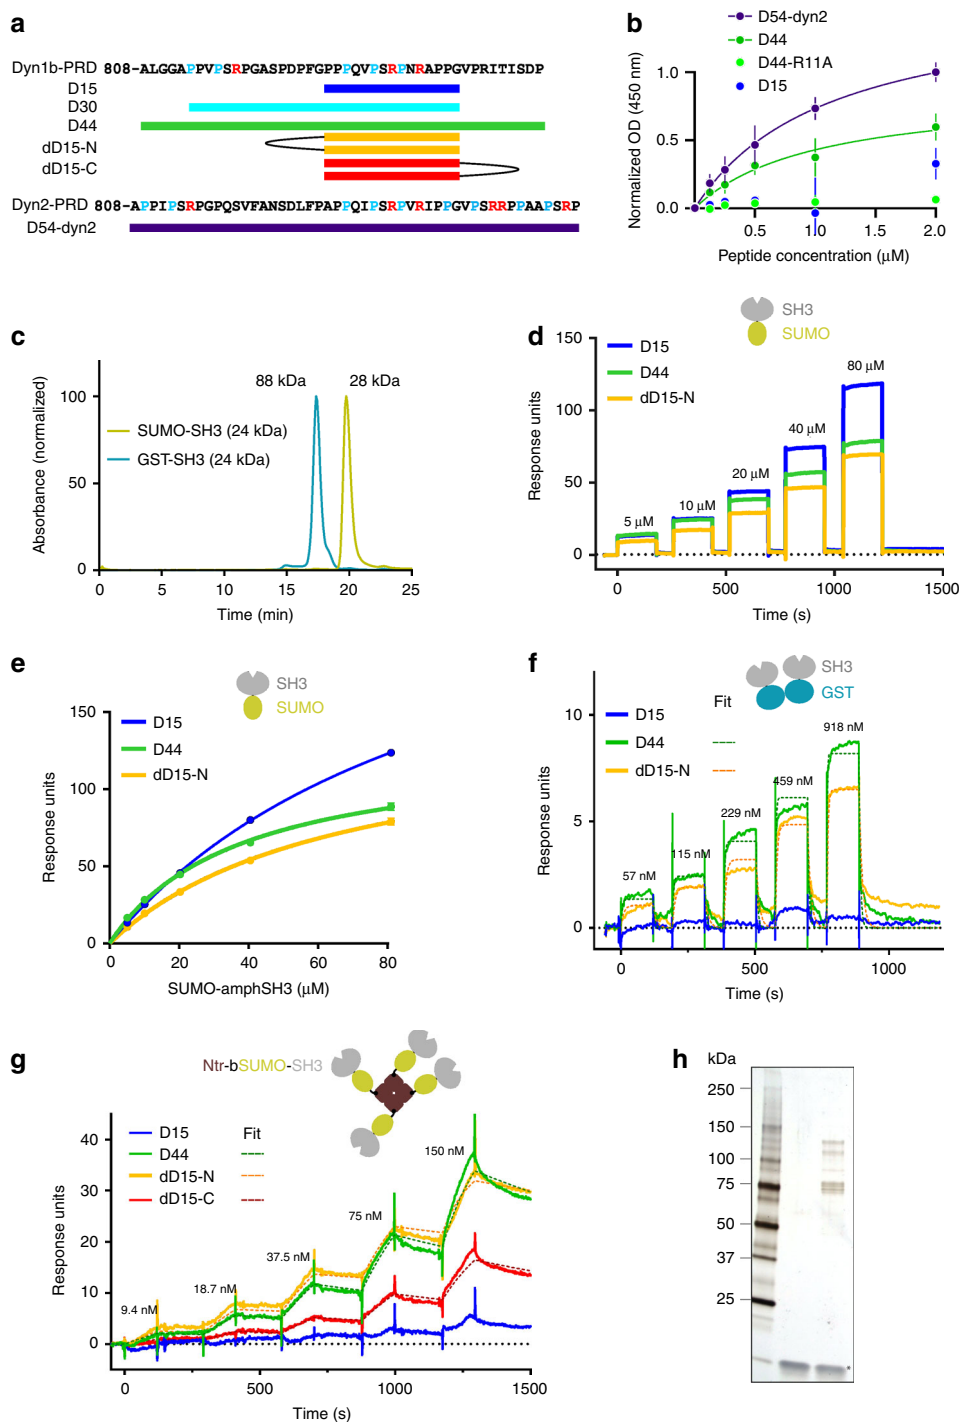 a
Dyn1b-PRD 808-ALGGAPPVPSRPGASPDPFGPPPQVPSRPNRAPPGVPRITISDP
D15
D30
D44
dD15-N
dD15-C
Dyn2-PRD 808-APPIPSRPGPQSVFANSDLFPAPPQIPSRPVRIPPGVPSRRPPAAPSRP
D54-dyn2
b
D54-dyn2
D44
D44-R11A
D15
Normalized OD (450 nm)
1.0
0.5
0.0
0.5 1.0 1.5 2.0
Peptide concentration (μM)
c
88 kDa 28 kDa
SUMO-SH3 (24 kDa)
GST-SH3 (24 kDa)
Absorbance (normalized)
100
50
0
0 5 10 15 20 25
Time (min)
d
SH3
SUMO
D15
D44
dD15-N
Response units
150
100
50
0
5 μM
10 μM
20 μM
40 μM
80 μM
0 500 1000 1500
Time (s)
e
SH3
SUMO
D15
D44
dD15-N
Response units
150
100
50
0
0 20 40 60 80
SUMO-amphSH3 (μM)
f
SH3
GST
Fit
D15
D44
dD15-N
Response units
10
5
0
57 nM
115 nM
229 nM
459 nM
918 nM
0 500 1000
Time (s)
g
Ntr-bSUMO-SH3
D15 Fit
D44
dD15-N
dD15-C
Response units
40
30
20
10
0
9.4 nM
18.7 nM
37.5 nM
75 nM
150 nM
0 500 1000 1500
Time (s)
h
kDa
250
150
100
75
50
37
25
*